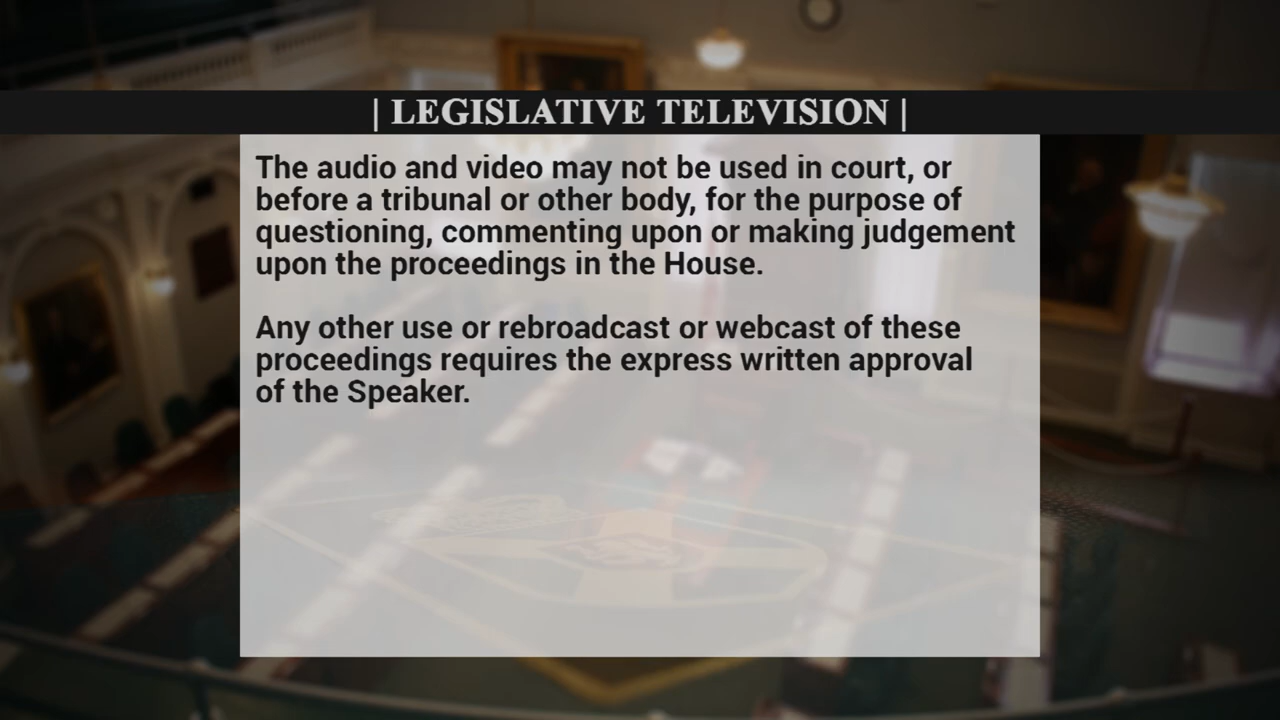 | LEGISLATIVE TELEVISION |
The audio and video may not be used in court, or
before a tribunal or other body, for the purpose of
questioning, commenting upon or making judgement
upon the proceedings in the House.
Any other use or rebroadcast or webcast of these
proceedings requires the express written approval
of the Speaker.